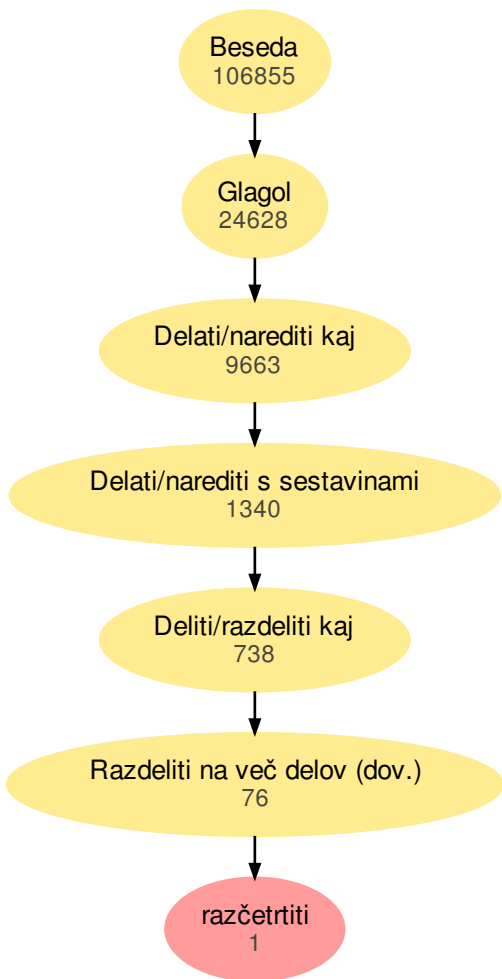 Beseda
106855
Glagol
24628
Delati/narediti kaj
9663
Delati/narediti s sestavinami
1340
Deliti/razdeliti kaj
738
Razdeliti na več delov (dov.)
76
razčetrtiti
1